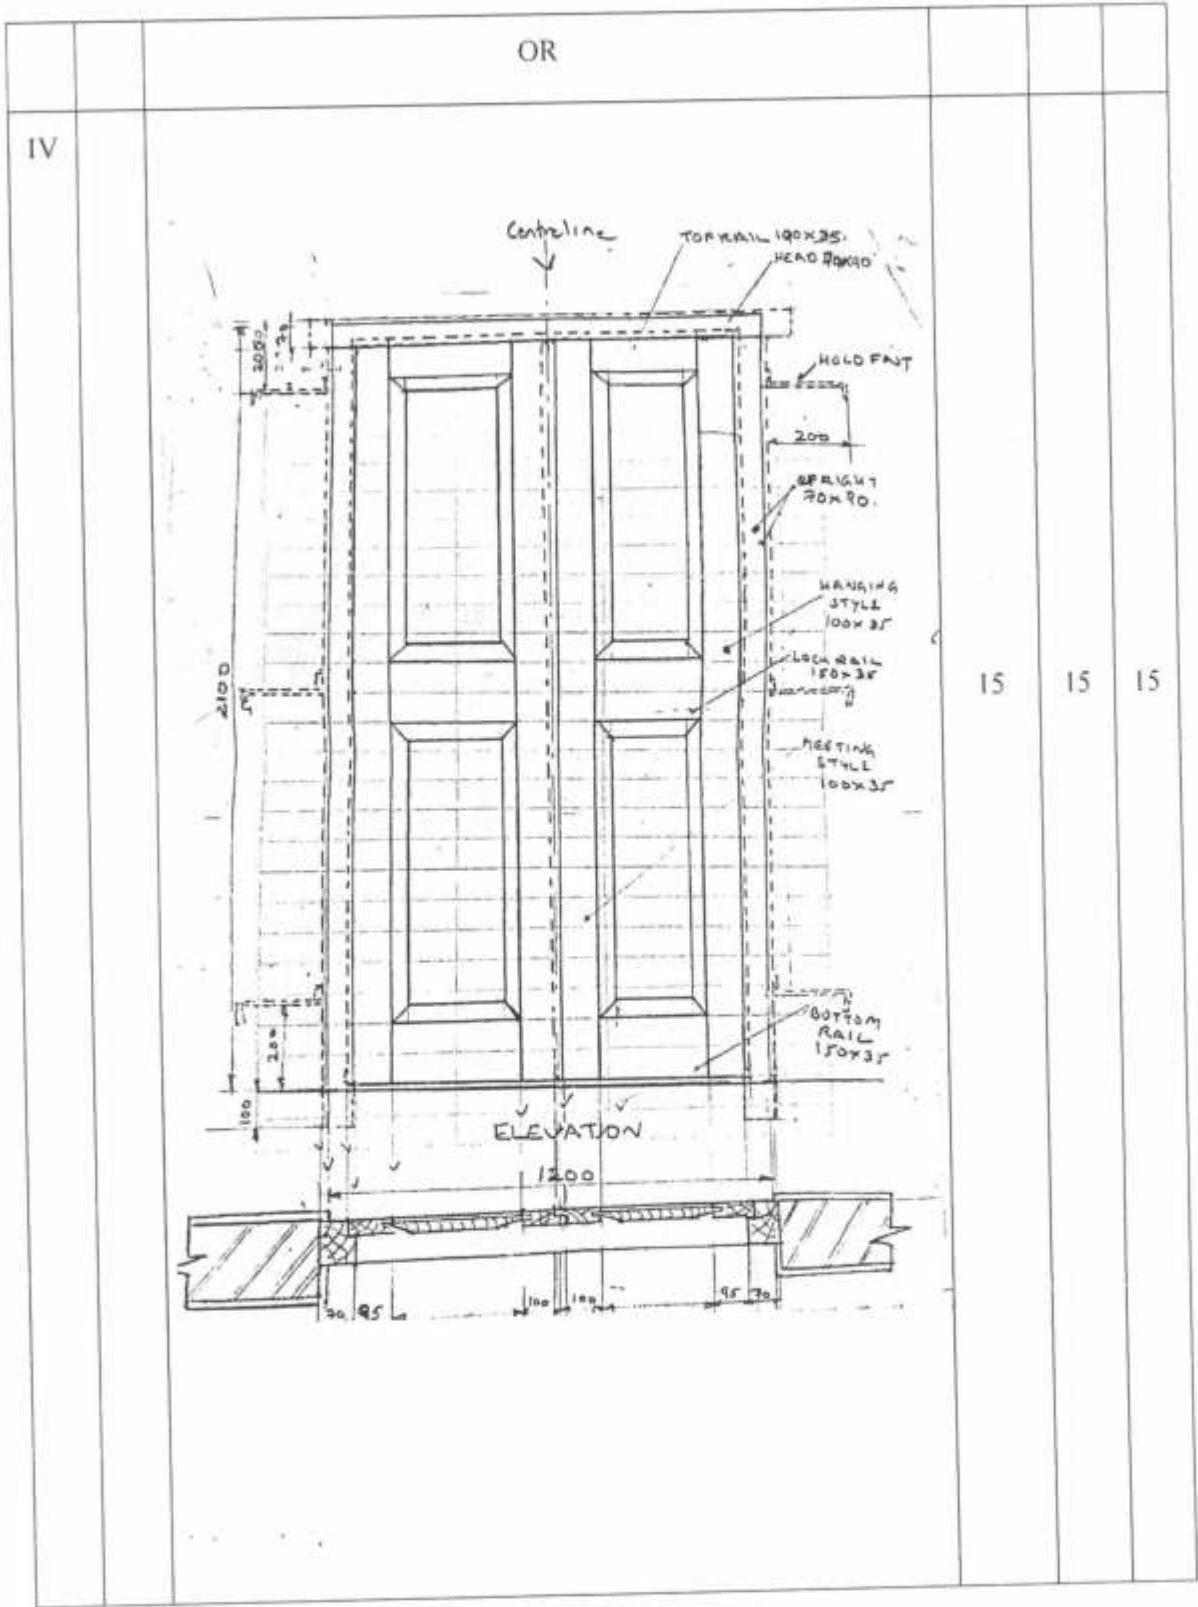 OR
IV
Centreline
TOP RAIL 100x35.
HEAD 70x90
HOLD FAST
200
UPRIGHT
70x90.
HANGING
STYLE
100x35
LOCK RAIL
150x35
MEETING
STYLE
100x35
15 15 15
2100
70
BOTTOM
RAIL
150x35
200
100
ELEVATION
1200
70 95 100 100 95 70